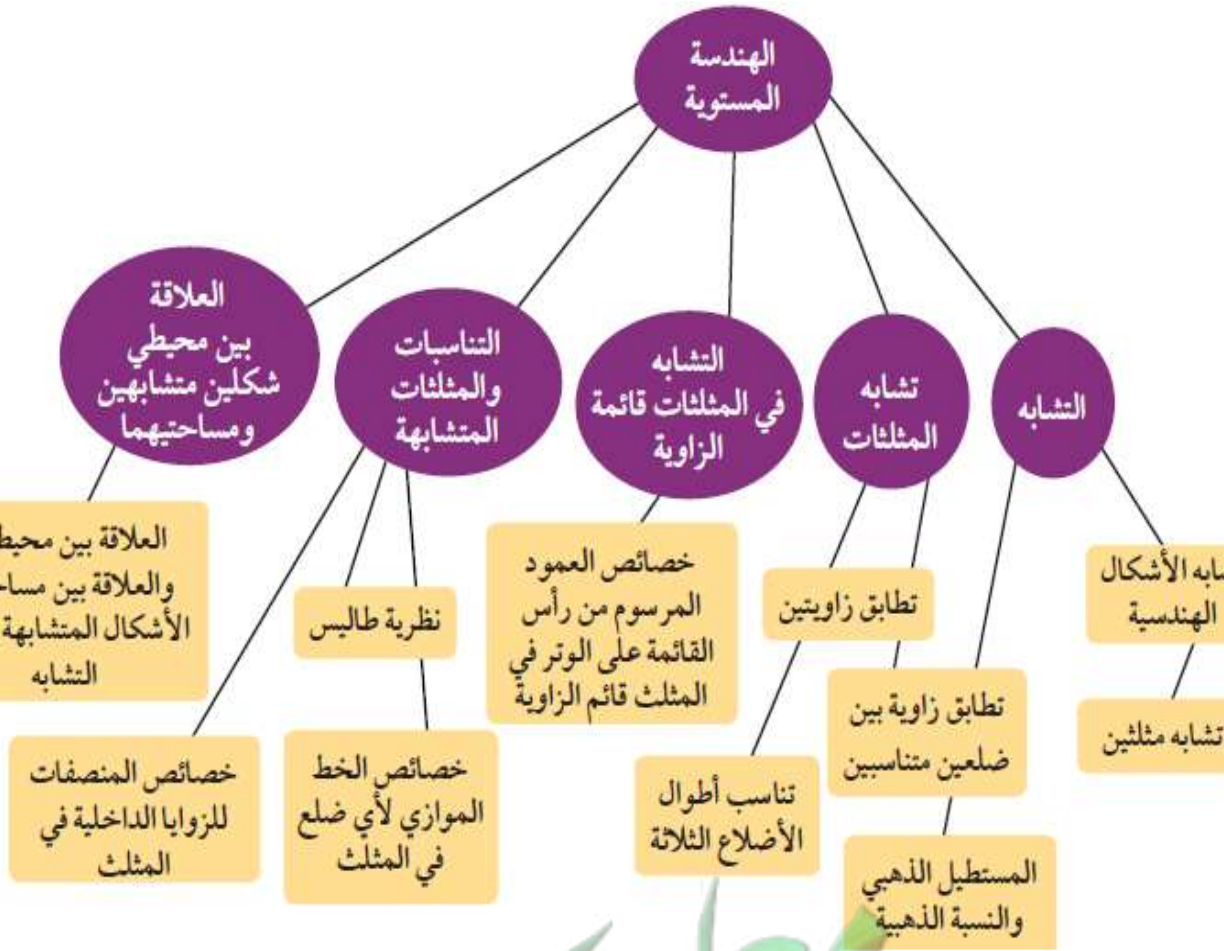 الهندسة
المستوية
التشابه
تشابه
المثلثات
التشابه
في المثلثات قائمة
الزاوية
التناسبات
والمثلثات
المتشابهة
العلاقة
بين محيطي
شكلين متشابهين
ومساحتيهما
الأشكال
الهندسية
تشابه مثلثين
تطابق زاوية بين
ضلعين متناسبين
المستطيل الذهبي
والنسبة الذهبية
تطابق زاويتين
تناسب أطوال
الأضلاع الثلاثة
خصائص العمود
المرسوم من رأس
القائمة على الوتر في
المثلث قائم الزاوية
نظرية طاليس
خصائص الخط
الموازي لأي ضلع
في المثلث
خصائص المنصفات
للزوايا الداخلية في
المثلث
العلاقة بين
والعلاقة بين
الأشكال المتشابهة
التشابه